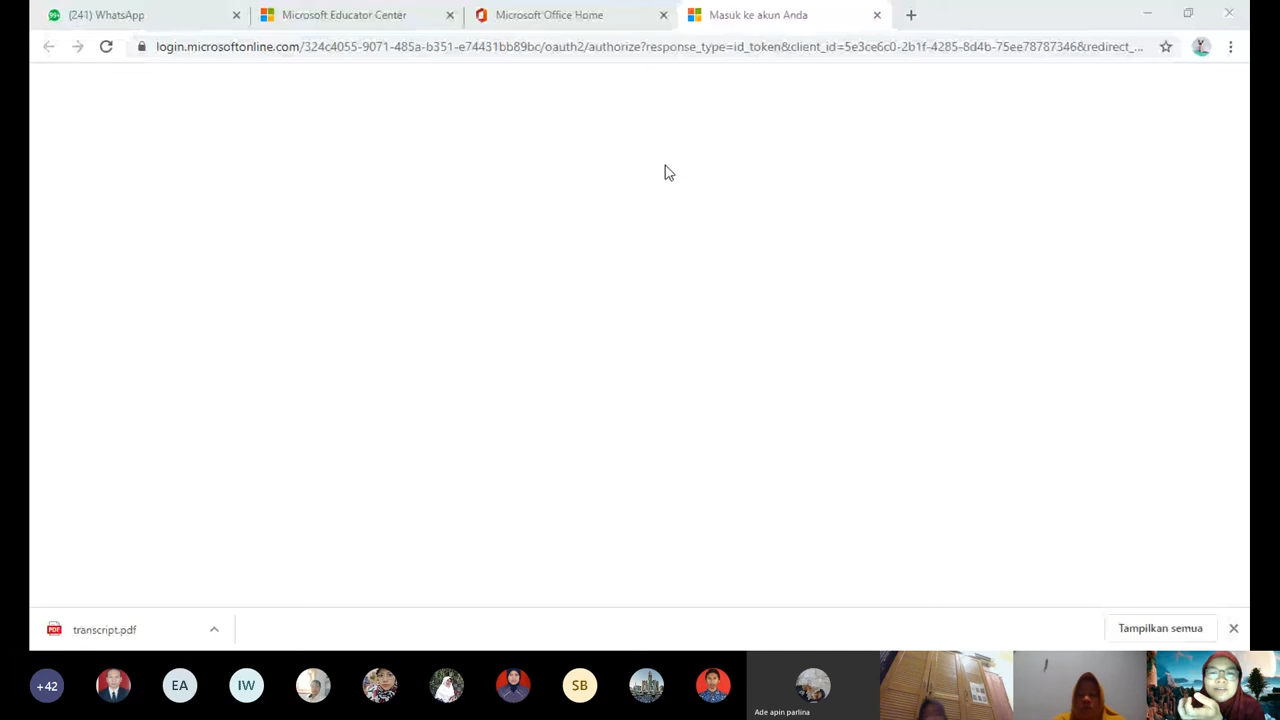 99+ (241) WhatsApp
Microsoft Educator Center
Microsoft Office Home
Masuk ke akun Anda
login.microsoftonline.com/324c4055-9071-485a-b351-e74431bb89bc/oauth2/authorize?response_type=id_token&client_id=5e3ce6c0-2b1f-4285-8d4b-75ee78787346&redirect_...
PDF transcript.pdf
Tampilkan semua
+42
EA
IW
SB
Ade apin parlina